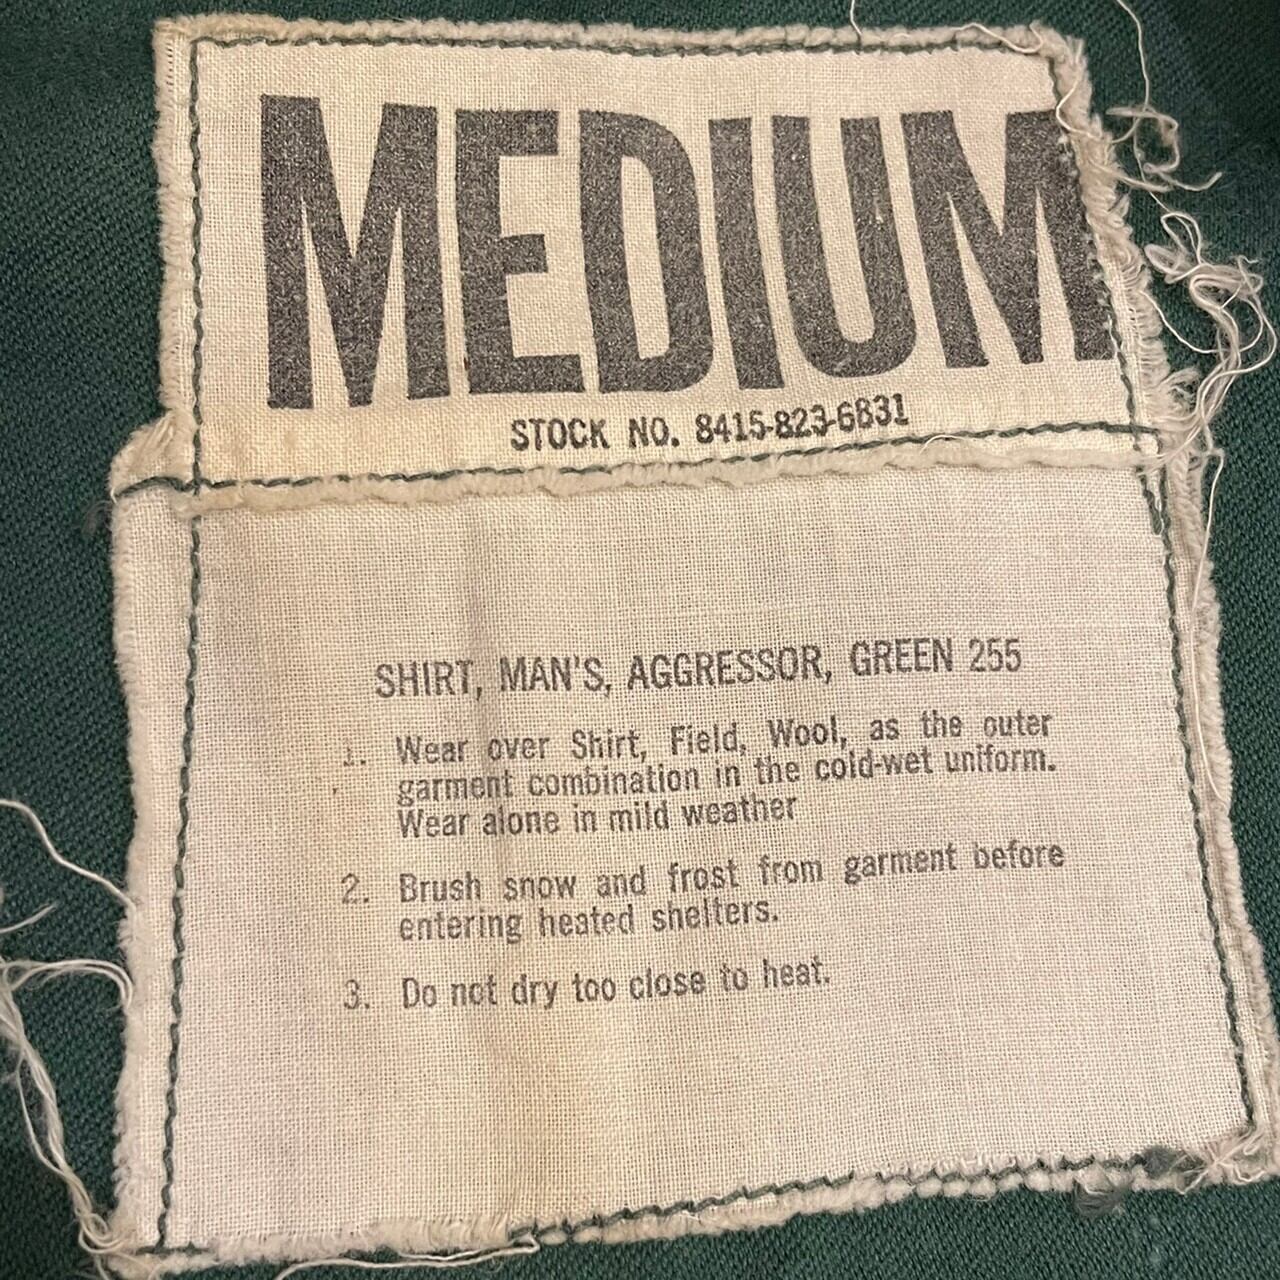 MEDIUM
STOCK NO. 8415-823-6831
SHIRT, MAN'S, AGGRESSOR, GREEN 255
1. Wear over Shirt, Field, Wool, as the outer
garment combination in the cold-wet uniform.
Wear alone in mild weather
2. Brush snow and frost from garment before
entering heated shelters.
3. Do not dry too close to heat.